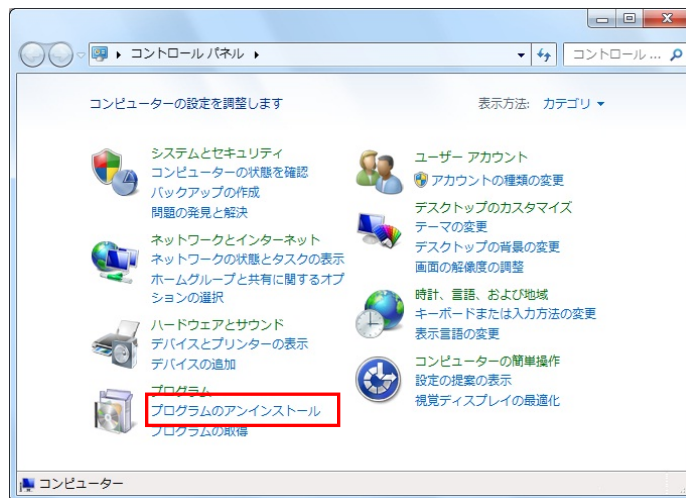 コントロール パネル
コントロール ...
コンピューターの設定を調整します
表示方法: カテゴリ
システムとセキュリティ
コンピューターの状態を確認
バックアップの作成
問題の発見と解決
ネットワークとインターネット
ネットワークの状態とタスクの表示
ホームグループと共有に関するオプ
ションの選択
ハードウェアとサウンド
デバイスとプリンターの表示
デバイスの追加
プログラム
プログラムのアンインストール
プログラムの取得
ユーザー アカウント
アカウントの種類の変更
デスクトップのカスタマイズ
テーマの変更
デスクトップの背景の変更
画面の解像度の調整
時計、言語、および地域
キーボードまたは入力方法の変更
表示言語の変更
コンピューターの簡単操作
設定の提案の表示
視覚ディスプレイの最適化
コンピューター